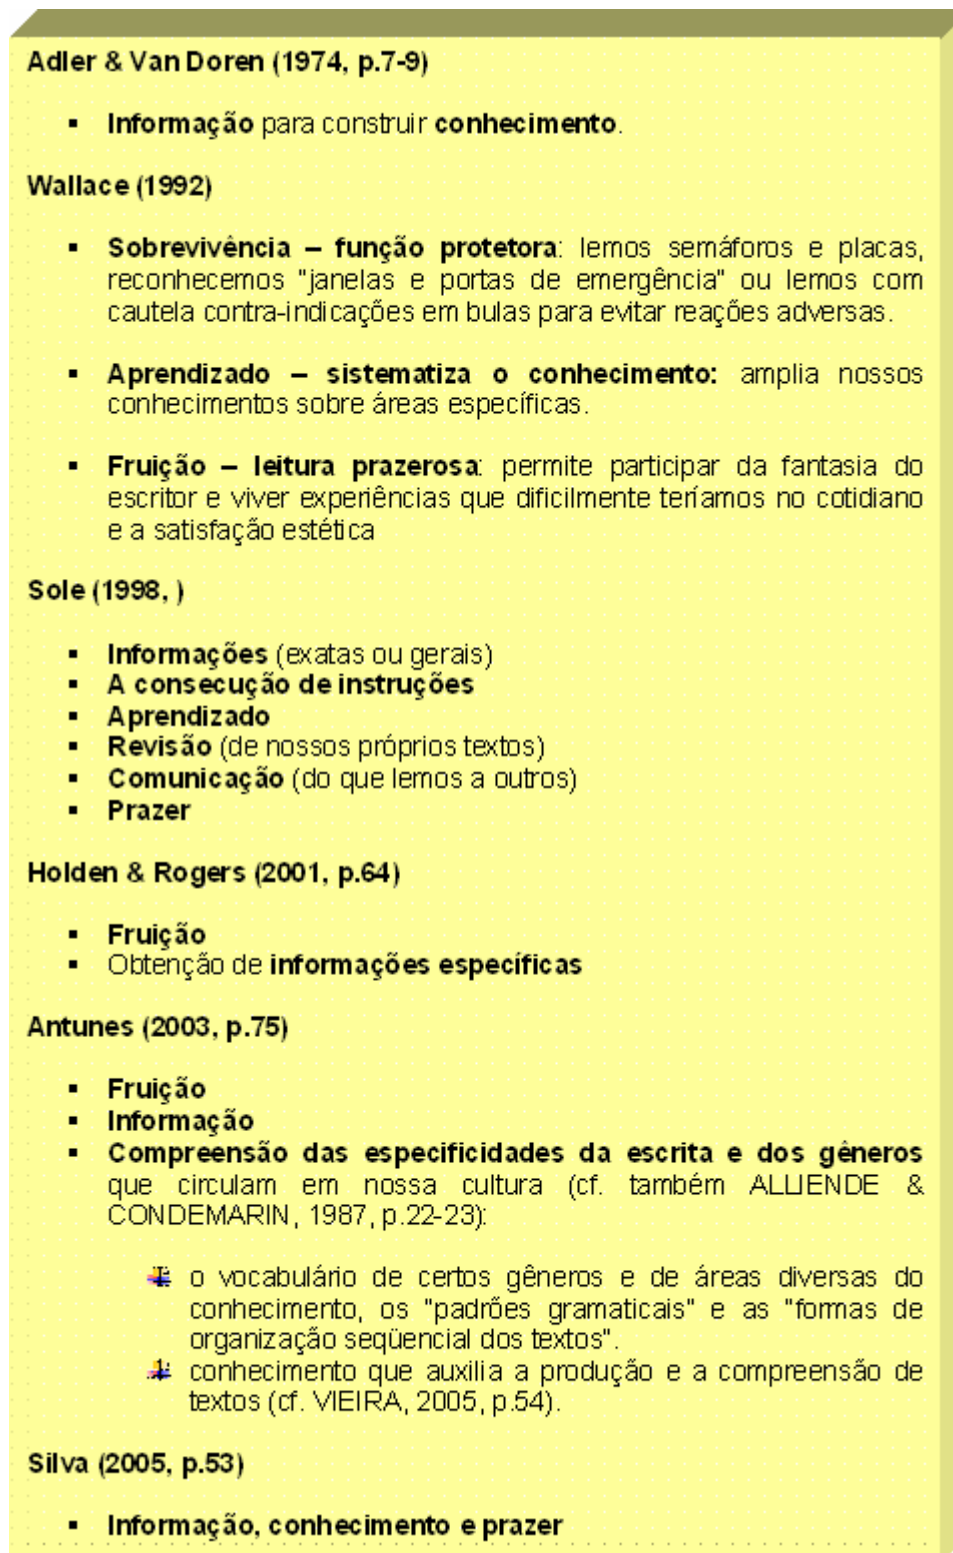 Adler & Van Doren (1974, p.7-9)
▪ Informação para construir conhecimento.
Wallace (1992)
▪ Sobrevivência – função protetora: lemos semáforos e placas,
reconhecemos "janelas e portas de emergência" ou lemos com
cautela contra-indicações em bulas para evitar reações adversas.
▪ Aprendizado – sistematiza o conhecimento: amplia nossos
conhecimentos sobre áreas específicas.
▪ Fruição – leitura prazerosa: permite participar da fantasia do
escritor e viver experiências que dificilmente teríamos no cotidiano
e a satisfação estética
Sole (1998, )
▪ Informações (exatas ou gerais)
▪ A consecução de instruções
▪ Aprendizado
▪ Revisão (de nossos próprios textos)
▪ Comunicação (do que lemos a outros)
▪ Prazer
Holden & Rogers (2001, p.64)
▪ Fruição
▪ Obtenção de informações específicas
Antunes (2003, p.75)
▪ Fruição
▪ Informação
▪ Compreensão das especificidades da escrita e dos gêneros
que circulam em nossa cultura (cf. também ALLIENDE &
CONDEMARIN, 1987, p.22-23):
o vocabulário de certos gêneros e de áreas diversas do
conhecimento, os "padrões gramaticais" e as "formas de
organização seqüencial dos textos".
conhecimento que auxilia a produção e a compreensão de
textos (cf. VIEIRA, 2005, p.54).
Silva (2005, p.53)
▪ Informação, conhecimento e prazer